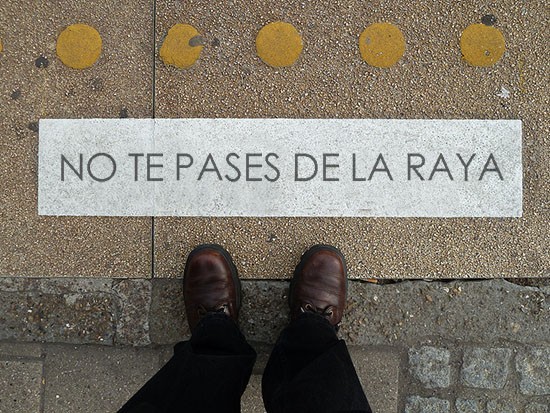 NO TE PASES DE LA RAYA